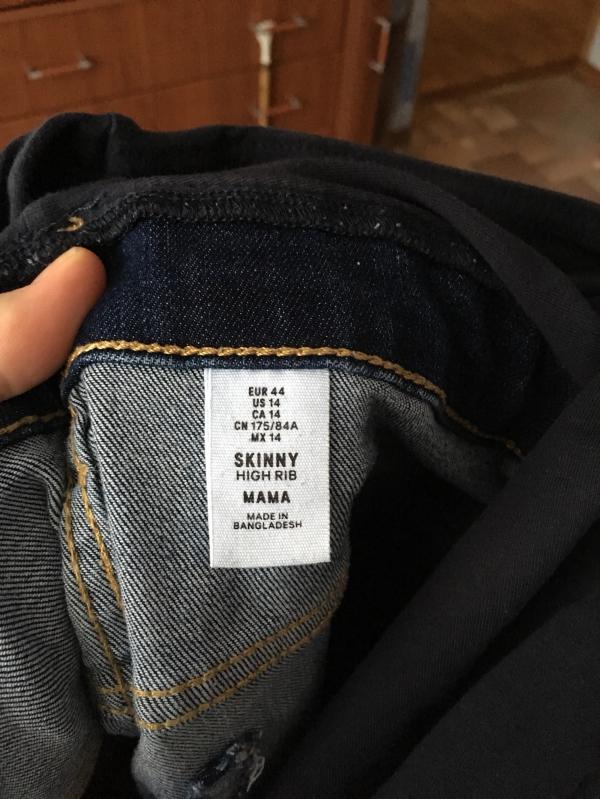 EUR 44
US 14
CA 14
CN 175/84A
MX 14
SKINNY
HIGH RIB
MAMA
MADE IN
BANGLADESH